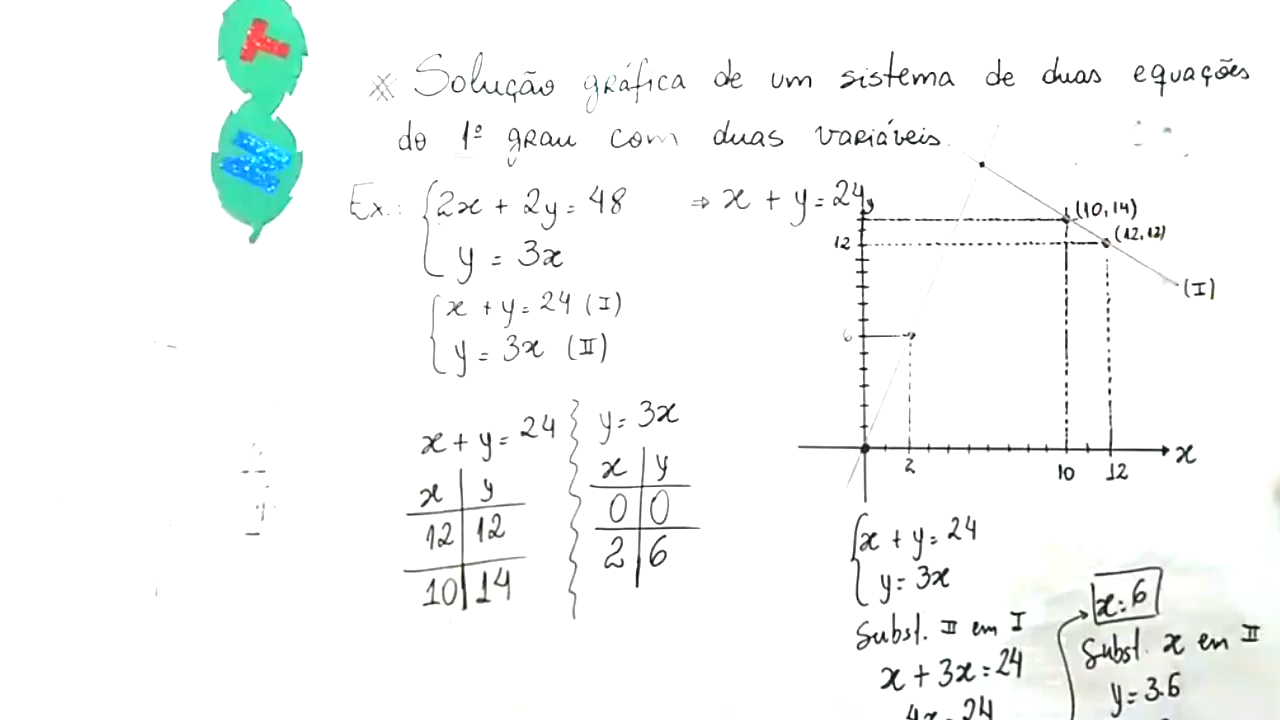 * Solução gráfica de um sistema de duas equações
do 1º grau com duas variáveis.
Ex.: { 2x + 2y = 48 ⇒ x + y = 24
y = 3x
{ x + y = 24 (I)
y = 3x (II)
x + y = 24
x | y
12 | 12
10 | 14
y = 3x
x | y
0 | 0
2 | 6
y
(10,14)
12
(12,12)
(I)
6
x
2
10
12
{ x + y = 24
y = 3x
Subst. II em I
x + 3x = 24
4x = 24
x = 6
Subst. x em II
y = 3.6